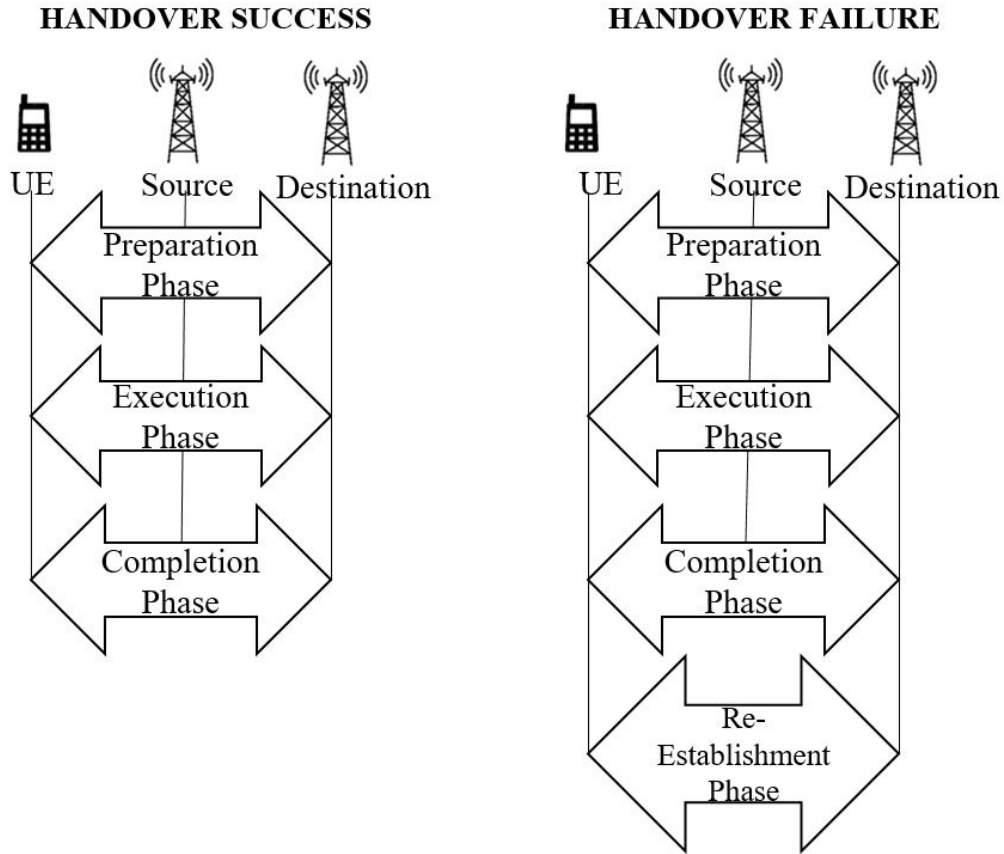 HANDOVER SUCCESS
UE
Source
Destination
Preparation
Phase
Execution
Phase
Completion
Phase
HANDOVER FAILURE
UE
Source
Destination
Preparation
Phase
Execution
Phase
Completion
Phase
Re-
Establishment
Phase